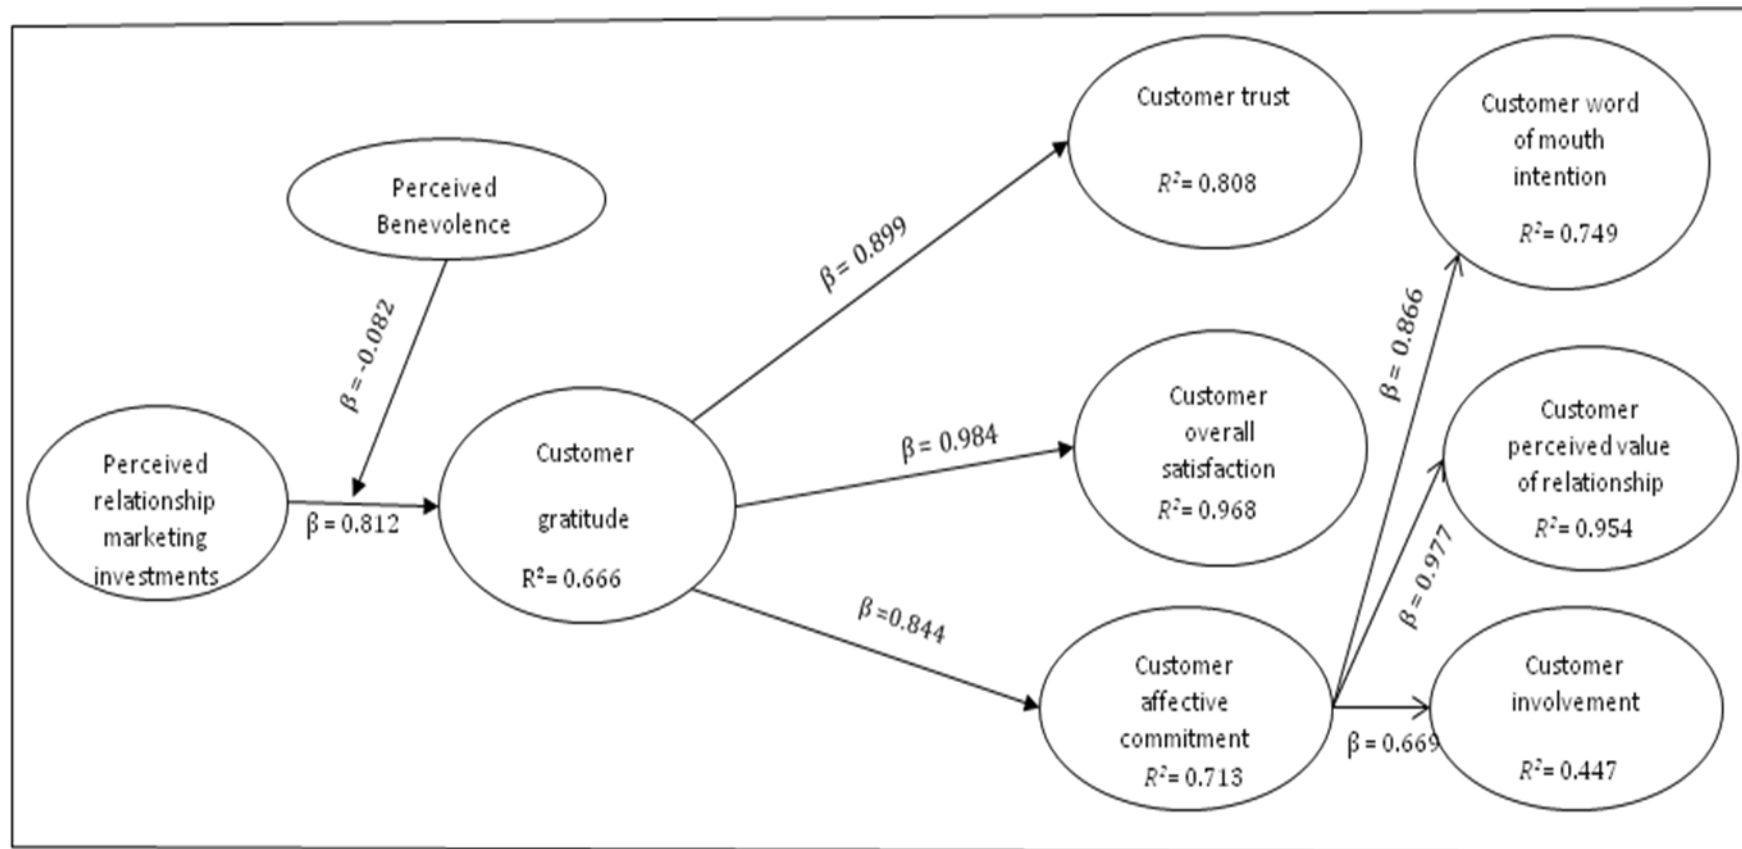 Perceived
Benevolence
β = -0.082
Perceived
relationship
marketing
investments
β = 0.812
Customer
gratitude
R²= 0.666
β = 0.899
β = 0.984
β =0.844
Customer trust
R²= 0.808
Customer
overall
satisfaction
R²= 0.968
Customer
affective
commitment
R²= 0.713
β = 0.866
β = 0.977
β = 0.669
Customer word
of mouth
intention
R²= 0.749
Customer
perceived value
of relationship
R²= 0.954
Customer
involvement
R²= 0.447